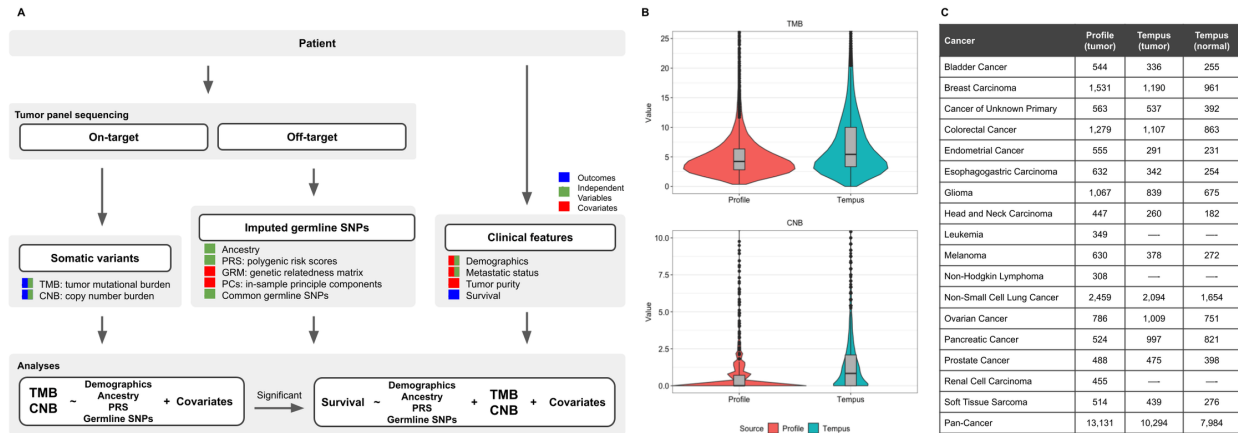 A
Patient
Tumor panel sequencing
On-target
Off-target
Outcomes
Independent
Variables
Covariates
Somatic variants
TMB: tumor mutational burden
CNB: copy number burden
Imputed germline SNPs
Ancestry
PRS: polygenic risk scores
GRM: genetic relatedness matrix
PCs: in-sample principle components
Common germline SNPs
Clinical features
Demographics
Metastatic status
Tumor purity
Survival
Analyses
TMB
CNB
~
Demographics
Ancestry
PRS
Germline SNPs
+ Covariates
Significant
Survival ~
Demographics
Ancestry
PRS
Germline SNPs
+
TMB
CNB
+ Covariates
B
TMB
Value
25
20
15
10
5
0
Profile Tempus
CNB
Value
10.0
7.5
5.0
2.5
0.0
Profile Tempus
Source Profile Tempus
C
Cancer Profile (tumor) Tempus (tumor) Tempus (normal)
Bladder Cancer 544 336 255
Breast Carcinoma 1,531 1,190 961
Cancer of Unknown Primary 563 537 392
Colorectal Cancer 1,279 1,107 863
Endometrial Cancer 555 291 231
Esophagogastric Carcinoma 632 342 254
Glioma 1,067 839 675
Head and Neck Carcinoma 447 260 182
Leukemia 349 —- —-
Melanoma 630 378 272
Non-Hodgkin Lymphoma 308 —- —-
Non-Small Cell Lung Cancer 2,459 2,094 1,654
Ovarian Cancer 786 1,009 751
Pancreatic Cancer 524 997 821
Prostate Cancer 488 475 398
Renal Cell Carcinoma 455 —- —-
Soft Tissue Sarcoma 514 439 276
Pan-Cancer 13,131 10,294 7,984